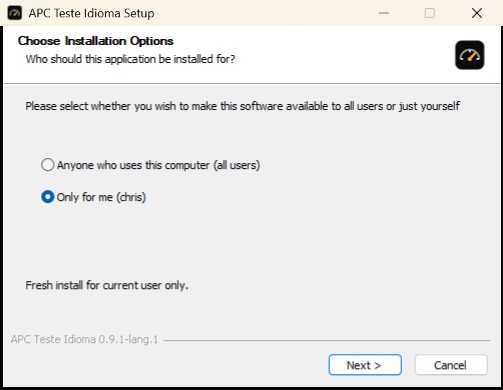 APC Teste Idioma Setup
Choose Installation Options
Who should this application be installed for?
Please select whether you wish to make this software available to all users or just yourself
Anyone who uses this computer (all users)
Only for me (chris)
Fresh install for current user only.
APC Teste Idioma 0.9.1-lang.1
Next >
Cancel